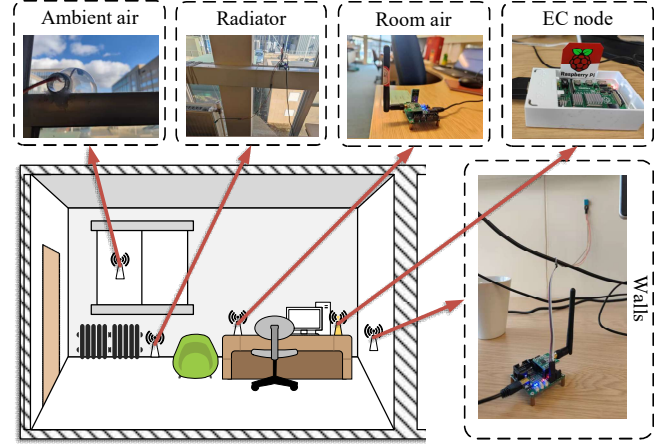 Ambient air
Radiator
Room air
EC node
Raspberry Pi
Walls